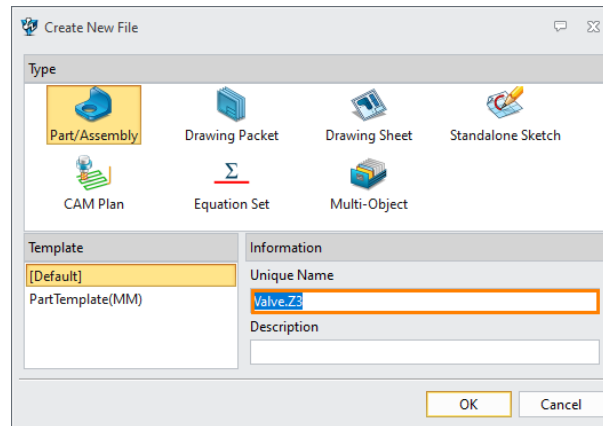 Create New File
Type
Part/Assembly Drawing Packet Drawing Sheet Standalone Sketch
CAM Plan Equation Set Multi-Object
Template
[Default]
PartTemplate(MM)
Information
Unique Name
Valve.Z3
Description
OK Cancel